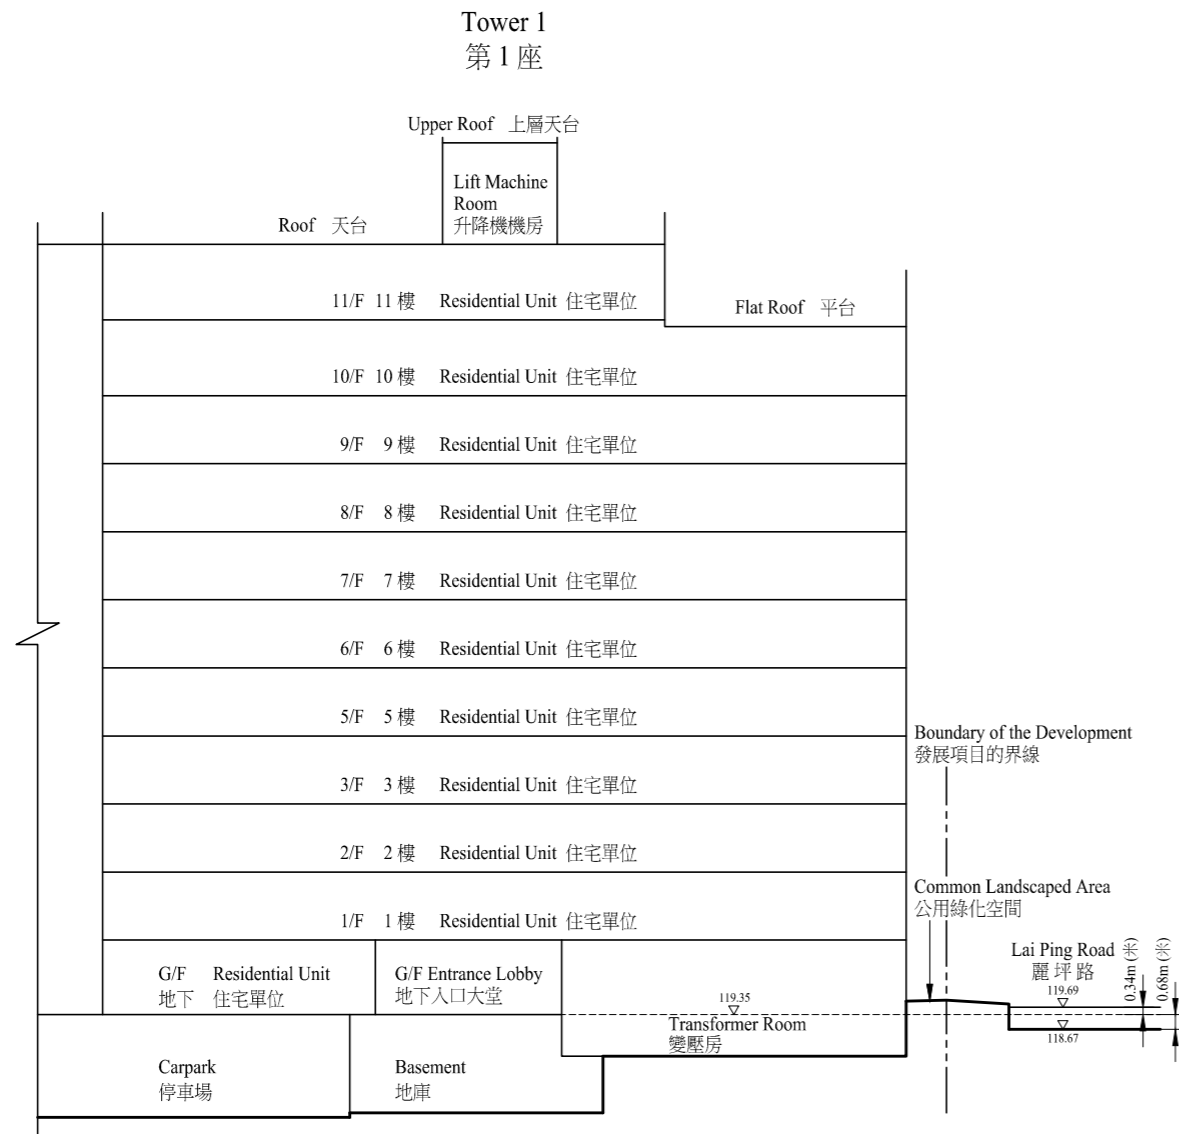 Tower 1
第 1 座
Upper Roof 上層天台
Lift Machine
Room
升降機機房
Roof 天台
11/F 11 樓 Residential Unit 住宅單位
Flat Roof 平台
10/F 10 樓 Residential Unit 住宅單位
9/F 9 樓 Residential Unit 住宅單位
8/F 8 樓 Residential Unit 住宅單位
7/F 7 樓 Residential Unit 住宅單位
6/F 6 樓 Residential Unit 住宅單位
5/F 5 樓 Residential Unit 住宅單位
Boundary of the Development
發展項目的界線
3/F 3 樓 Residential Unit 住宅單位
2/F 2 樓 Residential Unit 住宅單位
Common Landscaped Area
公用綠化空間
1/F 1 樓 Residential Unit 住宅單位
G/F Residential Unit
地下 住宅單位
G/F Entrance Lobby
地下入口大堂
Lai Ping Road
麗坪路
0.34m (米)
0.68m (米)
119.35
119.69
118.67
Transformer Room
變壓房
Carpark
停車場
Basement
地庫